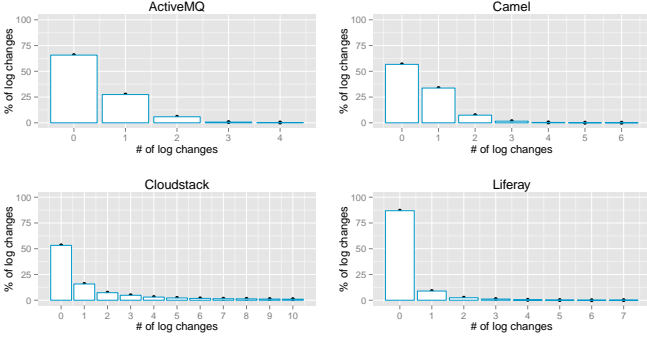 ActiveMQ
% of log changes
100
75
50
25
0
0 1 2 3 4
# of log changes
Camel
% of log changes
100
75
50
25
0
0 1 2 3 4 5 6
# of log changes
Cloudstack
% of log changes
100
75
50
25
0
0 1 2 3 4 5 6 7 8 9 10
# of log changes
Liferay
% of log changes
100
75
50
25
0
0 1 2 3 4 5 6 7
# of log changes